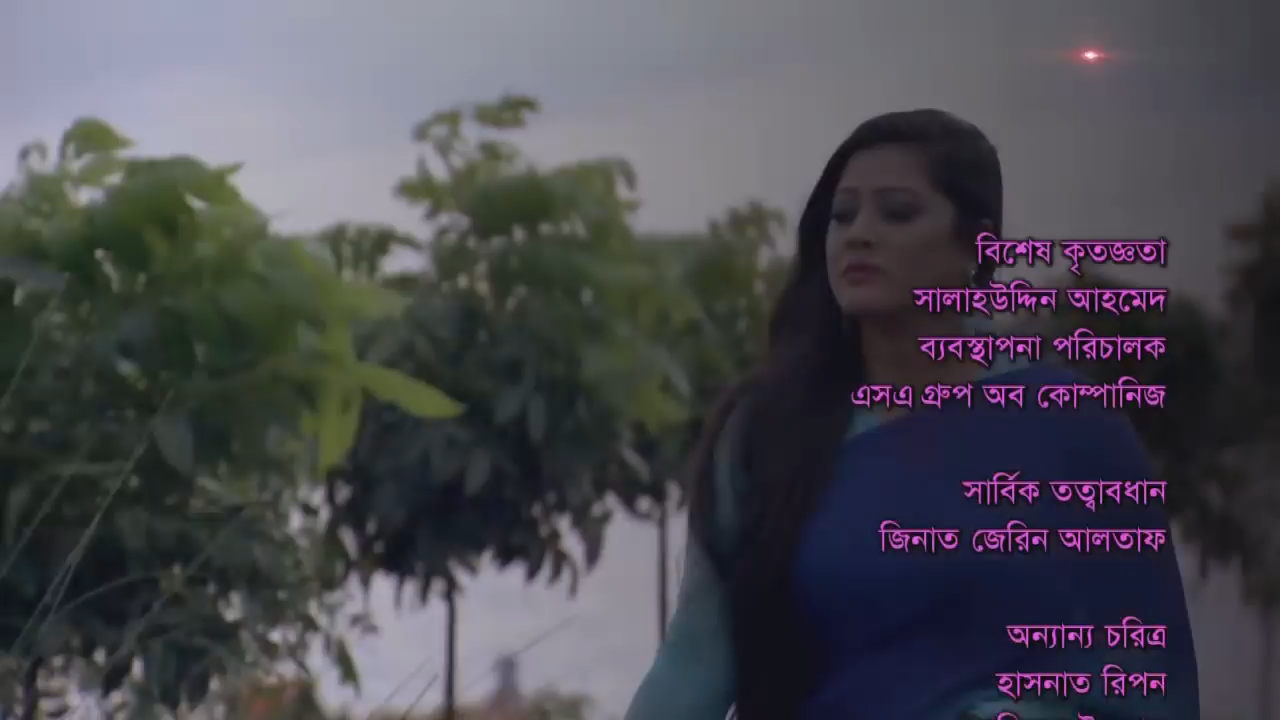 বিশেষ কৃতজ্ঞতা
সালাহউদ্দিন আহমেদ
ব্যবস্থাপনা পরিচালক
এসএ গ্রুপ অব কোম্পানিজ
সার্বিক তত্ত্বাবধান
জিনাত জেরিন আলতাফ
অন্যান্য চরিত্র
হাসনাত রিপন